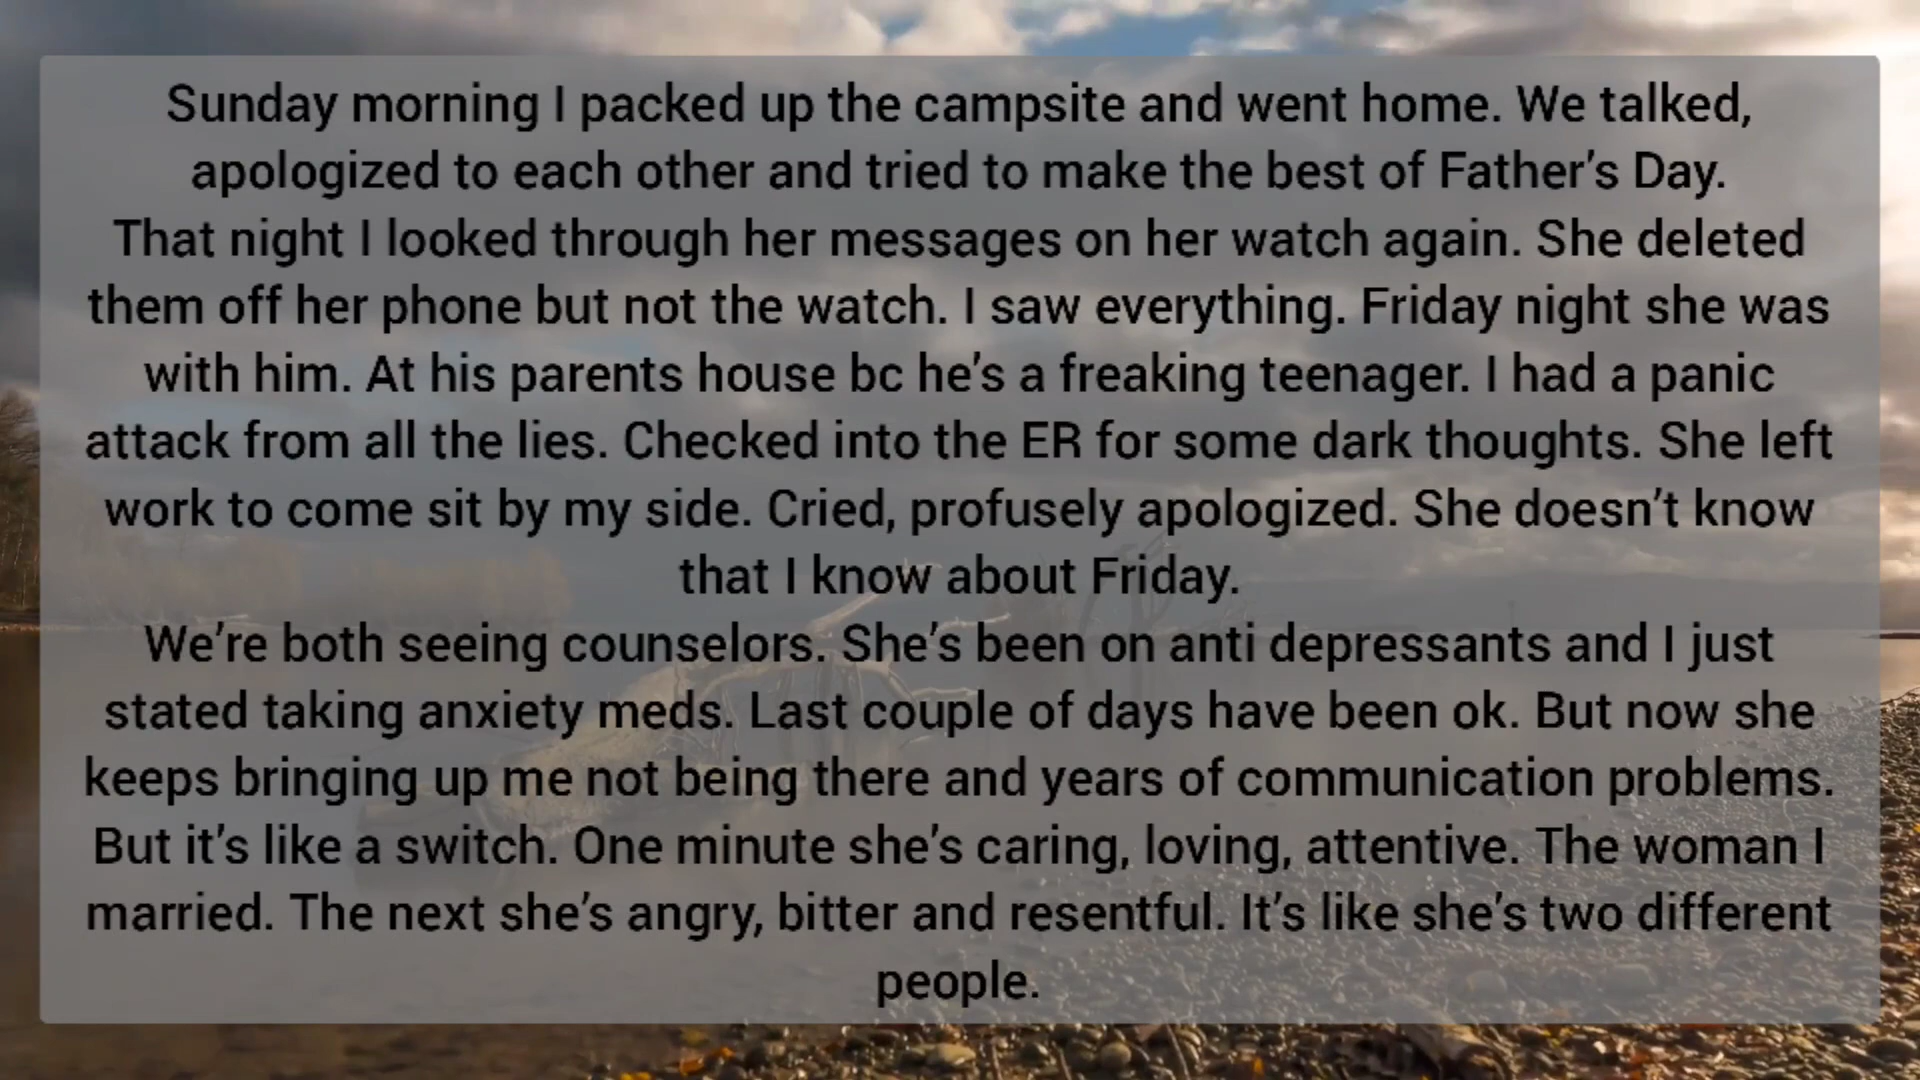 Sunday morning I packed up the campsite and went home. We talked,
apologized to each other and tried to make the best of Father’s Day.
That night I looked through her messages on her watch again. She deleted
them off her phone but not the watch. I saw everything. Friday night she was
with him. At his parents house bc he’s a freaking teenager. I had a panic
attack from all the lies. Checked into the ER for some dark thoughts. She left
work to come sit by my side. Cried, profusely apologized. She doesn’t know
that I know about Friday.
We’re both seeing counselors. She’s been on anti depressants and I just
stated taking anxiety meds. Last couple of days have been ok. But now she
keeps bringing up me not being there and years of communication problems.
But it’s like a switch. One minute she’s caring, loving, attentive. The woman I
married. The next she’s angry, bitter and resentful. It’s like she’s two different
people.